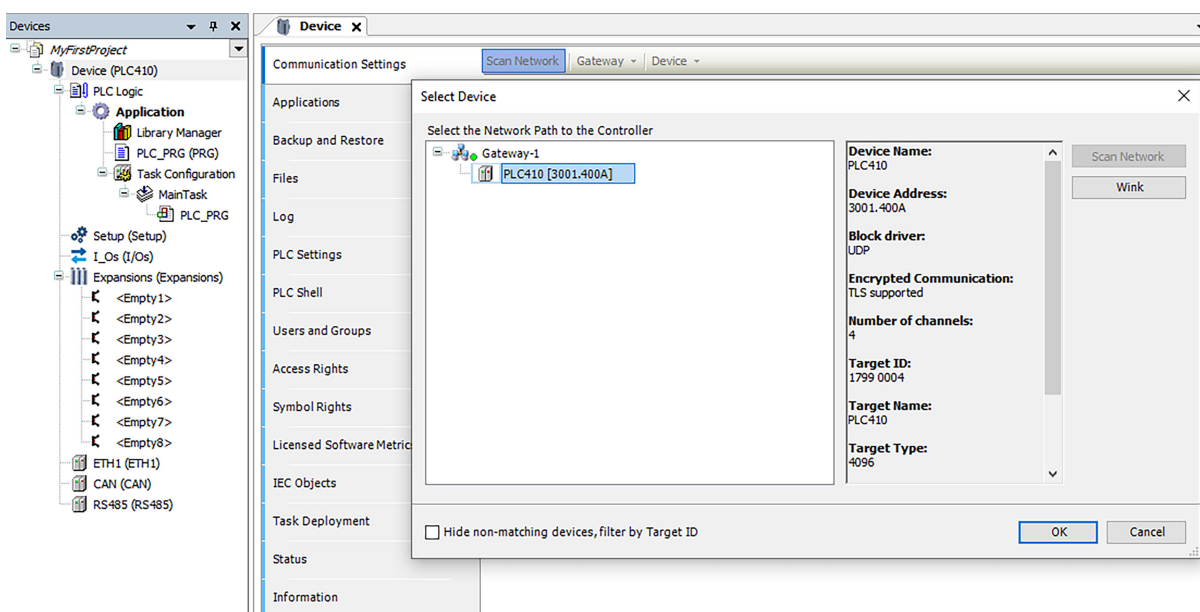 Devices
MyFirstProject
Device (PLC410)
PLC Logic
Application
Library Manager
PLC_PRG (PRG)
Task Configuration
MainTask
PLC_PRG
Setup (Setup)
I_Os (I/Os)
Expansions (Expansions)
<Empty1>
<Empty2>
<Empty3>
<Empty4>
<Empty5>
<Empty6>
<Empty7>
<Empty8>
ETH1 (ETH1)
CAN (CAN)
RS485 (RS485)
Device
Communication Settings
Applications
Backup and Restore
Files
Log
PLC Settings
PLC Shell
Users and Groups
Access Rights
Symbol Rights
Licensed Software Metric
IEC Objects
Task Deployment
Status
Information
Scan Network Gateway Device
Select Device
Select the Network Path to the Controller
Gateway-1
PLC410 [3001.400A]
Device Name:
PLC410
Device Address:
3001.400A
Block driver:
UDP
Encrypted Communication:
TLS supported
Number of channels:
4
Target ID:
1799 0004
Target Name:
PLC410
Target Type:
4096
Scan Network
Wink
Hide non-matching devices, filter by Target ID
OK Cancel